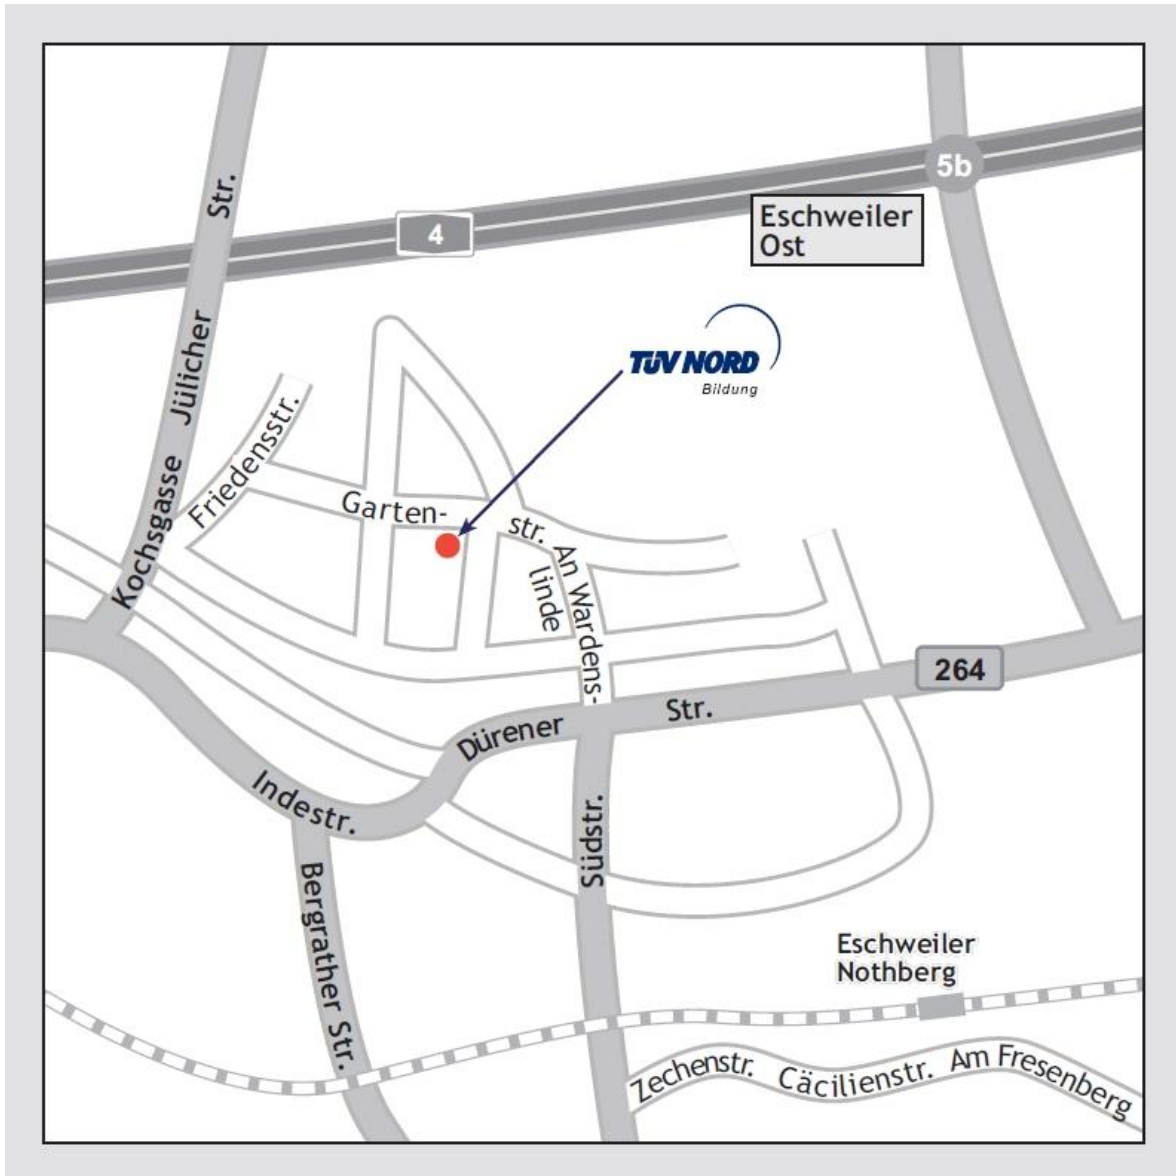 5b
Str.
4
Eschweiler
Ost
TÜV NORD
Bildung
Jülicher
Kochsgasse
Friedensstr.
Garten-
str.
An Wardens-
linde
264
Dürener
Str.
Indestr.
Südstr.
Bergrather Str.
Eschweiler
Nothberg
Zechenstr.
Cäcilienstr.
Am Fresenberg